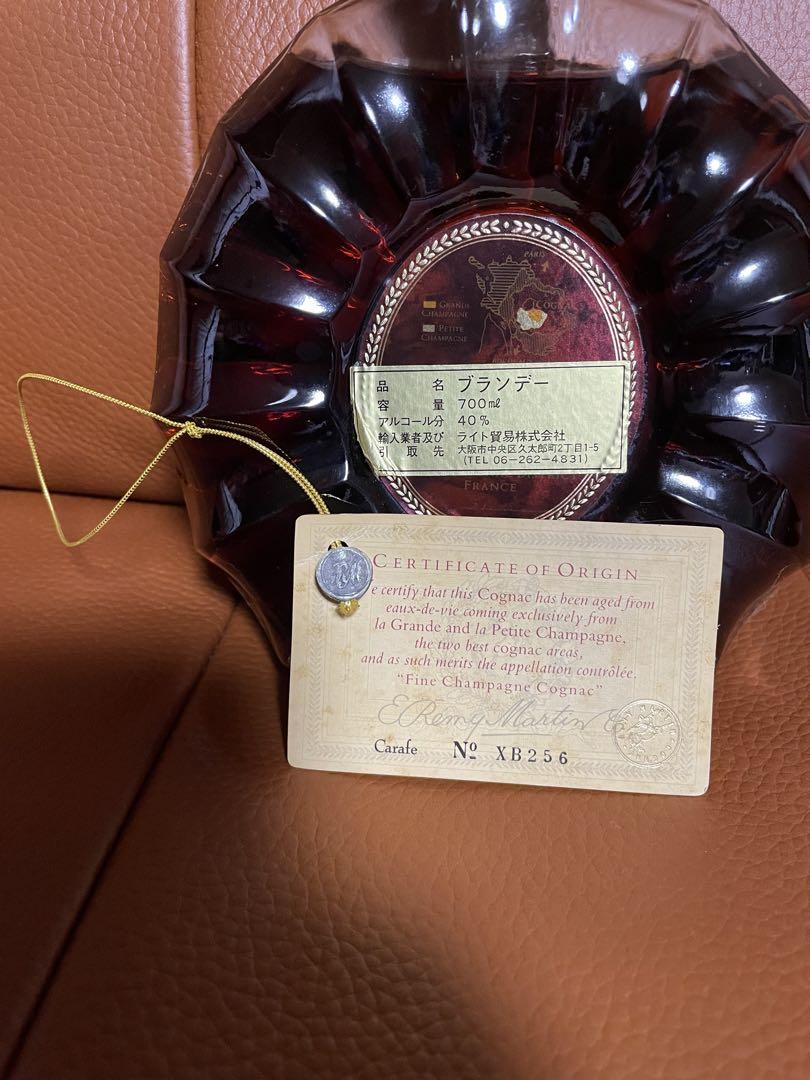 PARIS
COGNAC
GRANDE
CHAMPAGNE
PETITE
CHAMPAGNE
品名 ブランデー
容量 700ml
アルコール分 40%
輸入業者及び ライト貿易株式会社
引取先 大阪市中央区久太郎町2丁目1-5
(TEL 06-262-4831)
FRANCE
CERTIFICATE OF ORIGIN
e certify that this Cognac has been aged from
eaux-de-vie coming exclusively from
la Grande and la Petite Champagne,
the two best cognac areas,
and as such merits the appellation contrôlée.
"Fine Champagne Cognac"
E. Remy Martin & C
Carafe Nº XB256